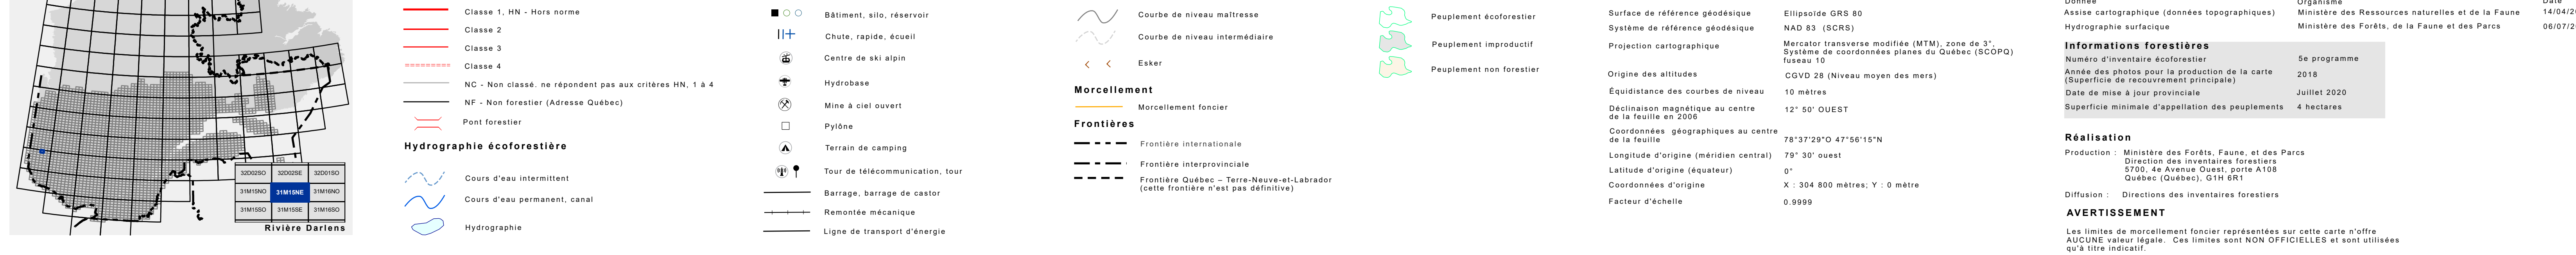 32D02SO 32D02SE 32D01SO
31M15NO 31M15NE 31M16NO
31M15SO 31M15SE 31M16SO
Rivière Darlens
Classe 1, HN - Hors norme
Classe 2
Classe 3
Classe 4
NC - Non classé. ne répondent pas aux critères HN, 1 à 4
NF - Non forestier (Adresse Québec)
Pont forestier
Hydrographie écoforestière
Cours d'eau intermittent
Cours d'eau permanent, canal
Hydrographie
Bâtiment, silo, réservoir
Chute, rapide, écueil
Centre de ski alpin
Hydrobase
Mine à ciel ouvert
Pylône
Terrain de camping
Tour de télécommunication, tour
Barrage, barrage de castor
Remontée mécanique
Ligne de transport d'énergie
Courbe de niveau maîtresse
Courbe de niveau intermédiaire
Esker
Morcellement
Morcellement foncier
Frontières
Frontière internationale
Frontière interprovinciale
Frontière Québec – Terre-Neuve-et-Labrador
(cette frontière n'est pas définitive)
Peuplement écoforestier
Peuplement improductif
Peuplement non forestier
Surface de référence géodésique Ellipsoïde GRS 80
Système de référence géodésique NAD 83 (SCRS)
Projection cartographique Mercator transverse modifiée (MTM), zone de 3°,
Système de coordonnées planes du Québec (SCOPQ)
fuseau 10
Origine des altitudes CGVD 28 (Niveau moyen des mers)
Équidistance des courbes de niveau 10 mètres
Déclinaison magnétique au centre
de la feuille en 2006 12° 50' OUEST
Coordonnées géographiques au centre
de la feuille 78°37'29"O 47°56'15"N
Longitude d'origine (méridien central) 79° 30' ouest
Latitude d'origine (équateur) 0°
Coordonnées d'origine X : 304 800 mètres; Y : 0 mètre
Facteur d'échelle 0.9999
Donnée Organisme Date
Assise cartographique (données topographiques) Ministère des Ressources naturelles et de la Faune
Hydrographie surfacique Ministère des Forêts, de la Faune et des Parcs
Informations forestières
Numéro d'inventaire écoforestier 5e programme
Année des photos pour la production de la carte 2018
(Superficie de recouvrement principale)
Date de mise à jour provinciale Juillet 2020
Superficie minimale d'appellation des peuplements 4 hectares
Réalisation
Production : Ministère des Forêts, Faune, et des Parcs
Direction des inventaires forestiers
5700, 4e Avenue Ouest, porte A108
Québec (Québec), G1H 6R1
Diffusion : Directions des inventaires forestiers
AVERTISSEMENT
Les limites de morcellement foncier représentées sur cette carte n'offre
AUCUNE valeur légale. Ces limites sont NON OFFICIELLES et sont utilisées
qu'à titre indicatif.